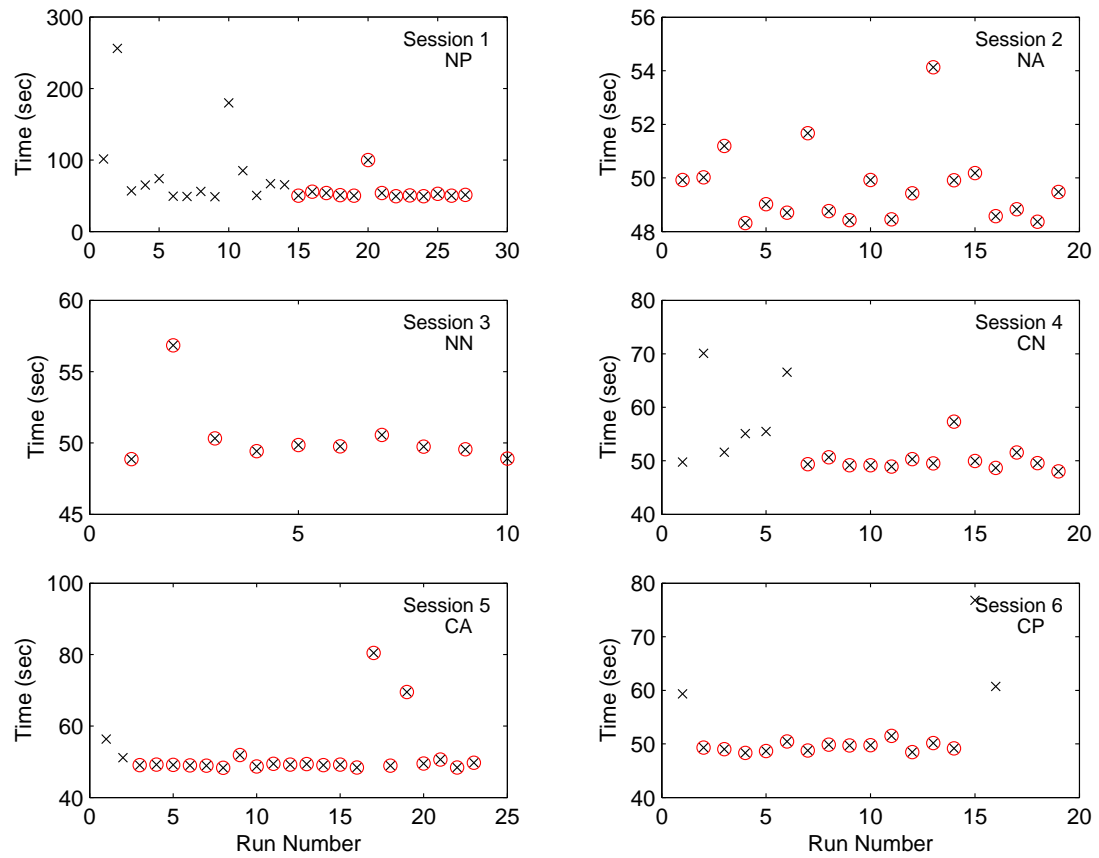 300
200
100
0
Time (sec)
Session 1
NP
0 5 10 15 20 25 30
56
54
52
50
48
Time (sec)
Session 2
NA
0 5 10 15 20
60
55
50
45
Time (sec)
Session 3
NN
0 5 10
80
70
60
50
40
Time (sec)
Session 4
CN
0 5 10 15 20
100
80
60
40
Time (sec)
Session 5
CA
0 5 10 15 20 25
Run Number
80
70
60
50
40
Time (sec)
Session 6
CP
0 5 10 15 20
Run Number